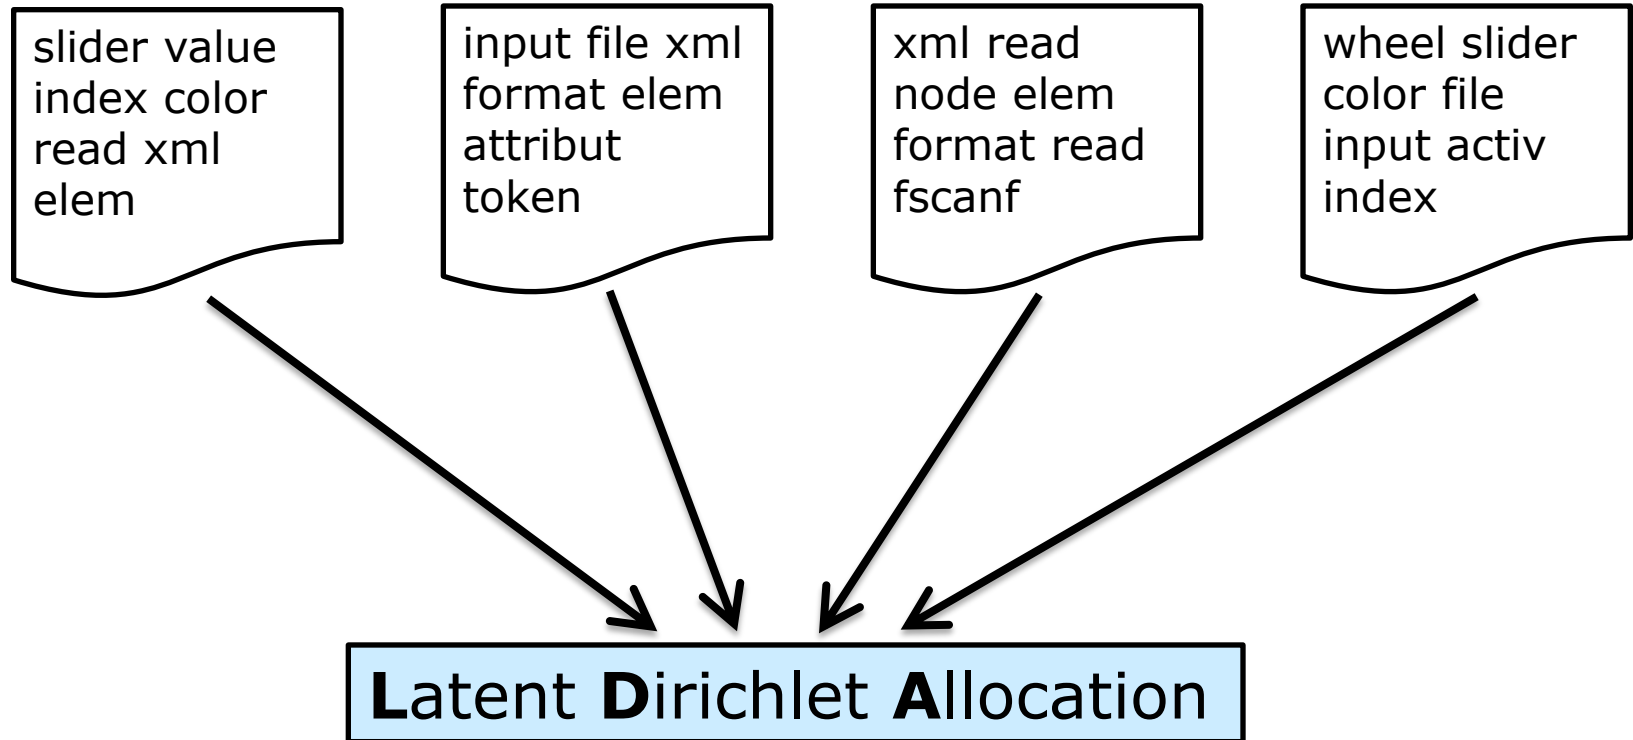 slider value
index color
read xml
elem
input file xml
format elem
attribut
token
xml read
node elem
format read
fscanf
wheel slider
color file
input activ
index
Latent Dirichlet Allocation